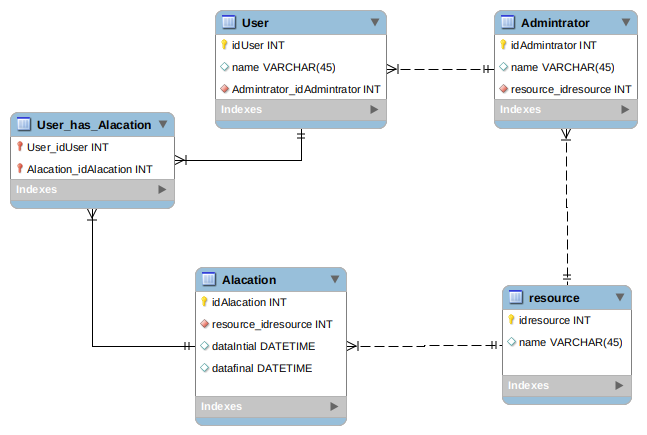 User
idUser INT
name VARCHAR(45)
Admintrator_idAdmintrator INT
Indexes
Admintrator
idAdmintrator INT
name VARCHAR(45)
resource_idresource INT
Indexes
User_has_Alacation
User_idUser INT
Alacation_idAlacation INT
Indexes
Alacation
idAlacation INT
resource_idresource INT
dataIntial DATETIME
datafinal DATETIME
Indexes
resource
idresource INT
name VARCHAR(45)
Indexes